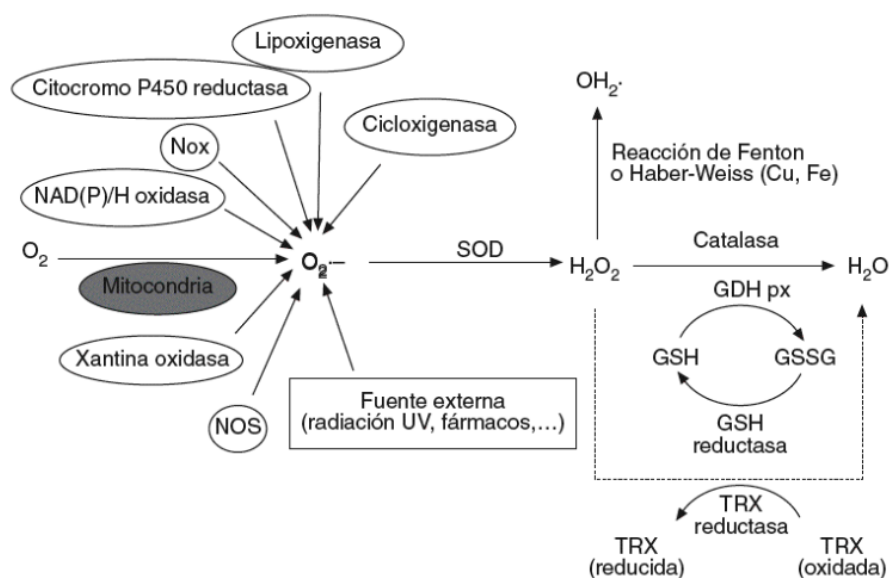 Lipoxigenasa
Citocromo P450 reductasa
Cicloxigenasa
Nox
NAD(P)/H oxidasa
O₂
Mitocondria
O₂·–
Xantina oxidasa
NOS
Fuente externa
(radiación UV, fármacos,...)
SOD
OH₂·
Reacción de Fenton
o Haber-Weiss (Cu, Fe)
H₂O₂
Catalasa
H₂O
GDH px
GSH
GSSG
GSH
reductasa
TRX
reductasa
TRX
(reducida)
TRX
(oxidada)